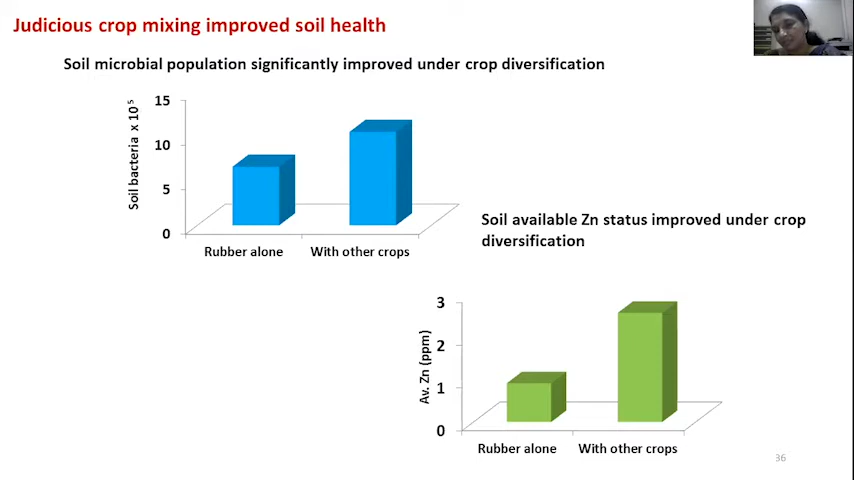 Judicious crop mixing improved soil health
Soil microbial population significantly improved under crop diversification
Soil bacteria x 10⁵
15
10
5
0
Rubber alone
With other crops
Soil available Zn status improved under crop
diversification
Av. Zn (ppm)
3
2
1
0
Rubber alone
With other crops
36